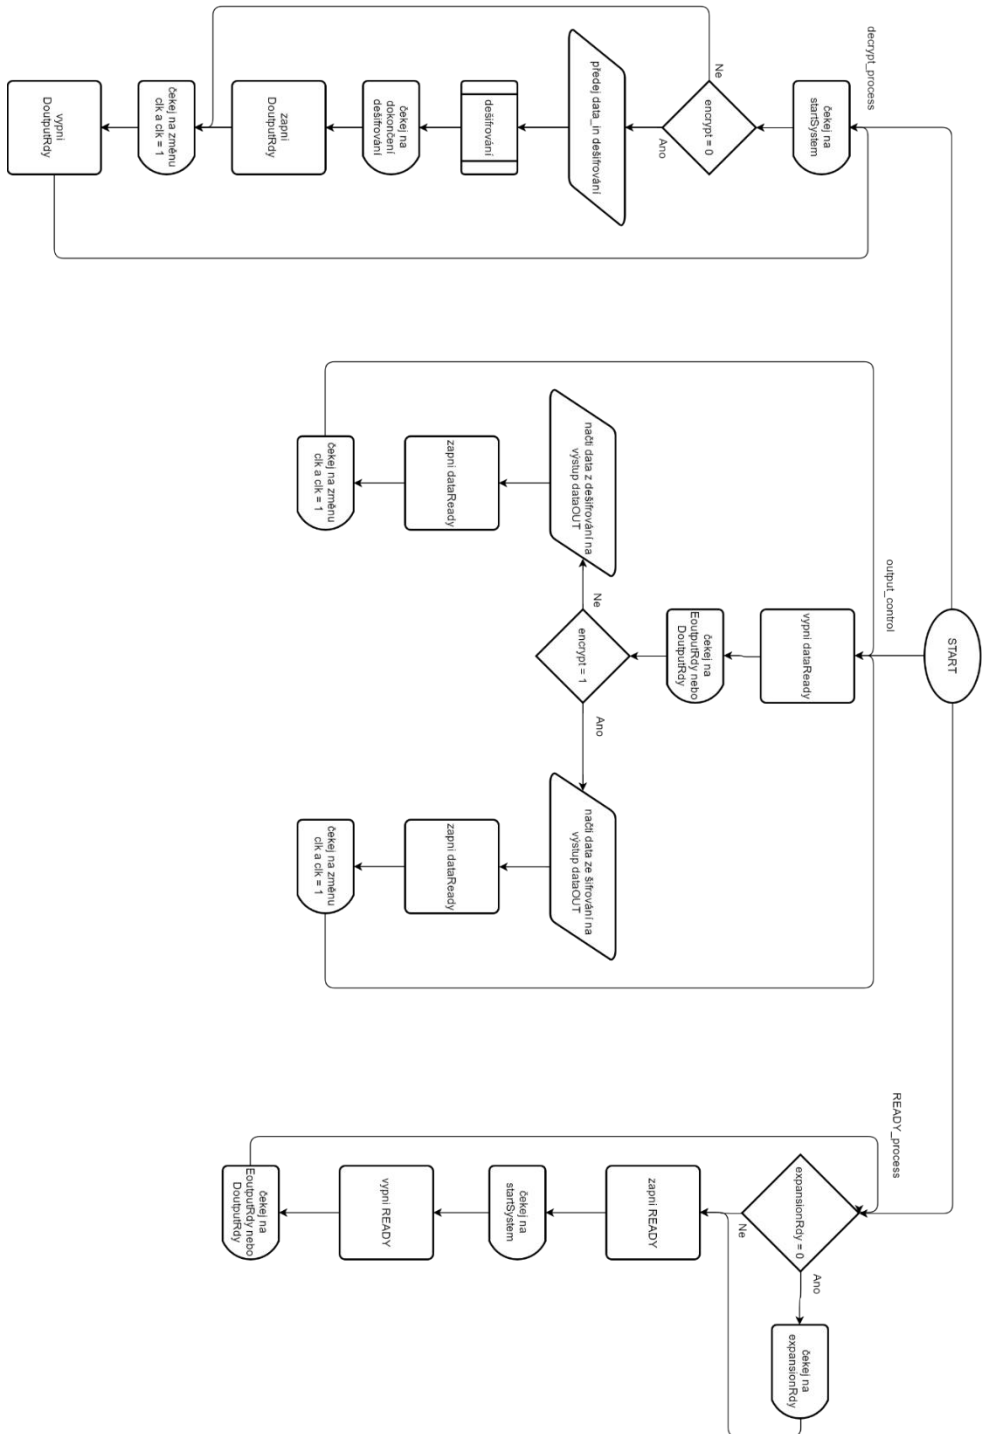 START
decrypt_process
čekej na
startSystem
encrypt = 0
Ne
Ano
předej data_in dešifrování
dešifrování
čekej na
dokončení
dešifrování
zapni
DoutputRdy
čekej na změnu
clk a clk = 1
vypni
DoutputRdy
output_control
vypni dataReady
čekej na
EoutputRdy nebo
DoutputRdy
encrypt = 1
Ne
Ano
načti data z dešifrování na
výstup dataOUT
zapni dataReady
čekej na změnu
clk a clk = 1
načti data ze šifrování na
výstup dataOUT
zapni dataReady
čekej na změnu
clk a clk = 1
READY_process
expansionRdy = 0
Ne
Ano
čekej na
expansionRdy
zapni READY
čekej na
startSystem
vypni READY
čekej na
EoutputRdy nebo
DoutputRdy